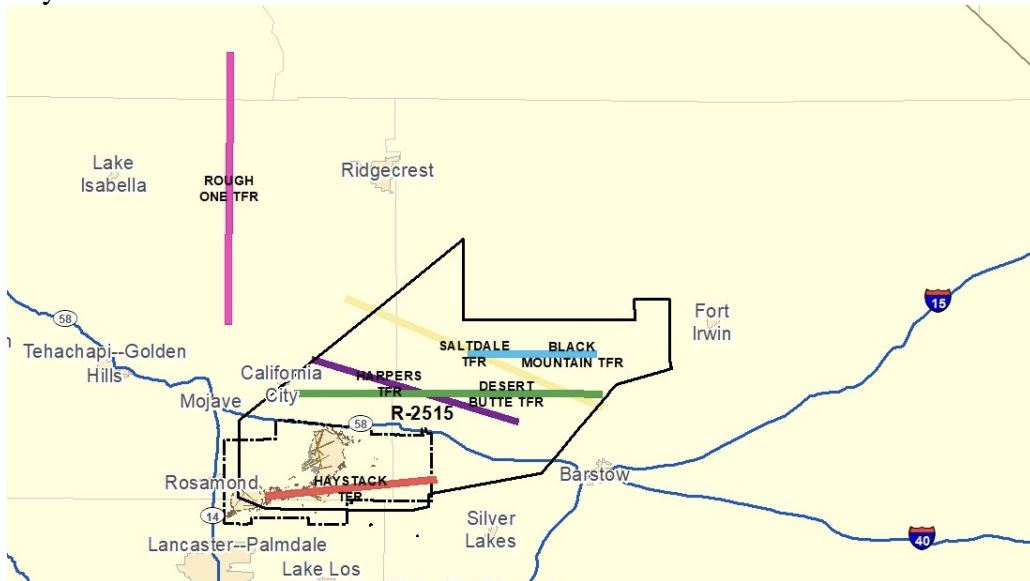 Lake
Isabella
ROUGH
ONE TFR
Ridgecrest
15
Fort
Irwin
58
Tehachapi--Golden
Hills
SALTDALE
TFR
BLACK
MOUNTAIN TFR
California
City
HARPERS
TFR
DESERT
BUTTE TFR
Mojave
R-2515
58
Rosamond
HAYSTACK
TFR
Barstow
14
Silver
Lakes
40
Lancaster--Palmdale
Lake Los